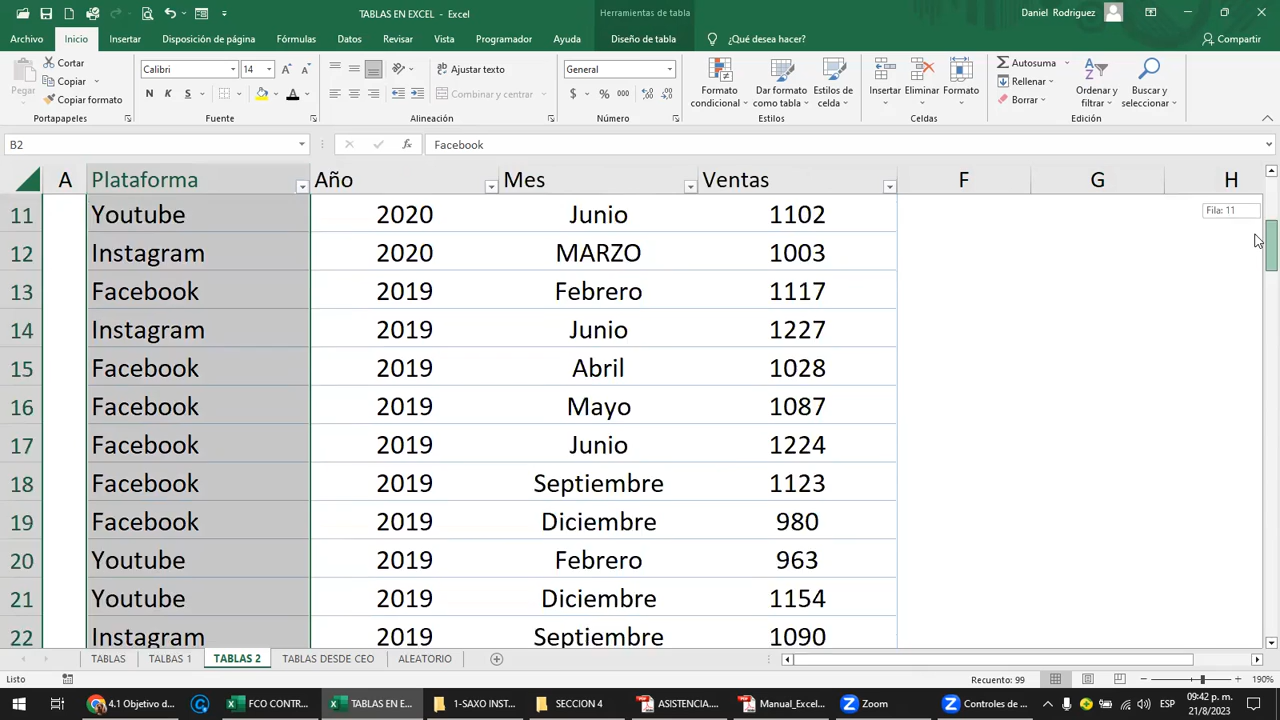 TABLAS EN EXCEL - Excel
Herramientas de tabla
Daniel Rodriguez
Archivo Inicio Insertar Disposición de página Fórmulas Datos Revisar Vista Programador Ayuda Diseño de tabla ¿Qué desea hacer? Compartir
Pegar
Cortar
Copiar
Copiar formato
Portapapeles
Calibri 14
N K S
Fuente
Ajustar texto
Combinar y centrar
Alineación
General
$ % 000
Número
Formato condicional
Dar formato como tabla
Estilos de celda
Estilos
Insertar Eliminar Formato
Celdas
Autosuma
Rellenar
Borrar
Ordenar y filtrar
Buscar y seleccionar
Edición
B2 fx Facebook
A Plataforma Año Mes Ventas F G H
11 Youtube 2020 Junio 1102
Fila: 11
12 Instagram 2020 MARZO 1003
13 Facebook 2019 Febrero 1117
14 Instagram 2019 Junio 1227
15 Facebook 2019 Abril 1028
16 Facebook 2019 Mayo 1087
17 Facebook 2019 Junio 1224
18 Facebook 2019 Septiembre 1123
19 Facebook 2019 Diciembre 980
20 Youtube 2019 Febrero 963
21 Youtube 2019 Diciembre 1154
22 Instagram 2019 Septiembre 1090
TABLAS TALBAS 1 TABLAS 2 TABLAS DESDE CEO ALEATORIO
Listo Recuento: 99 190%
4.1 Objetivo d... FCO CONTR... TABLAS EN E... 1-SAXO INST... SECCION 4 ASISTENCIA.... Manual_Exce... Zoom Controles de ... ESP 09:42 p. m.
21/8/2023